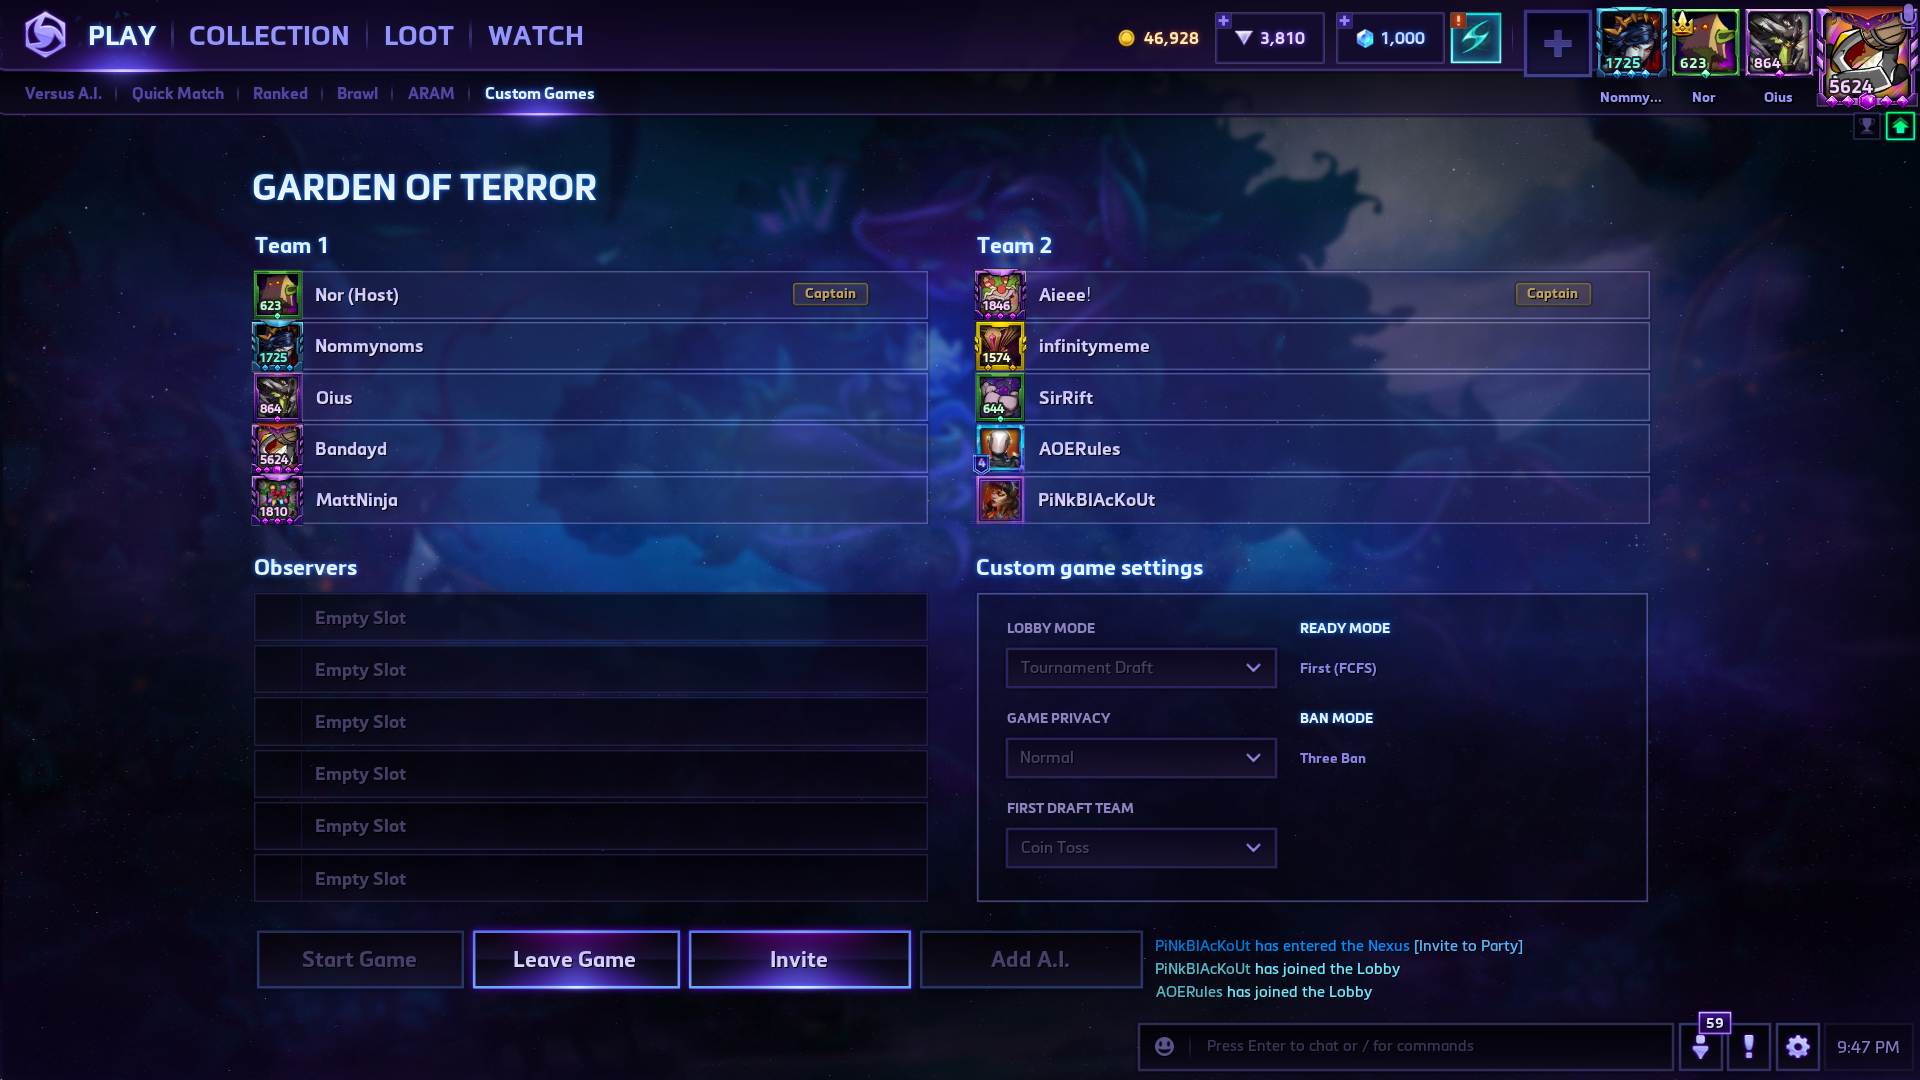 PLAY
COLLECTION
LOOT
WATCH
46,928
3,810
1,000
1725
623
864
5624
Nommy...
Nor
Oius
Versus A.I.
Quick Match
Ranked
Brawl
ARAM
Custom Games
GARDEN OF TERROR
Team 1
623
Nor (Host)
Captain
1725
Nommynoms
864
Oius
5624
Bandayd
1810
MattNinja
Team 2
1846
Aieee!
Captain
1574
infinitymeme
644
SirRift
4
AOERules
PiNkBlAcKoUt
Observers
Empty Slot
Empty Slot
Empty Slot
Empty Slot
Empty Slot
Empty Slot
Custom game settings
LOBBY MODE
Tournament Draft
READY MODE
First (FCFS)
GAME PRIVACY
Normal
BAN MODE
Three Ban
FIRST DRAFT TEAM
Coin Toss
Start Game
Leave Game
Invite
Add A.I.
PiNkBlAcKoUt has entered the Nexus [Invite to Party]
PiNkBlAcKoUt has joined the Lobby
AOERules has joined the Lobby
Press Enter to chat or / for commands
59
9:47 PM